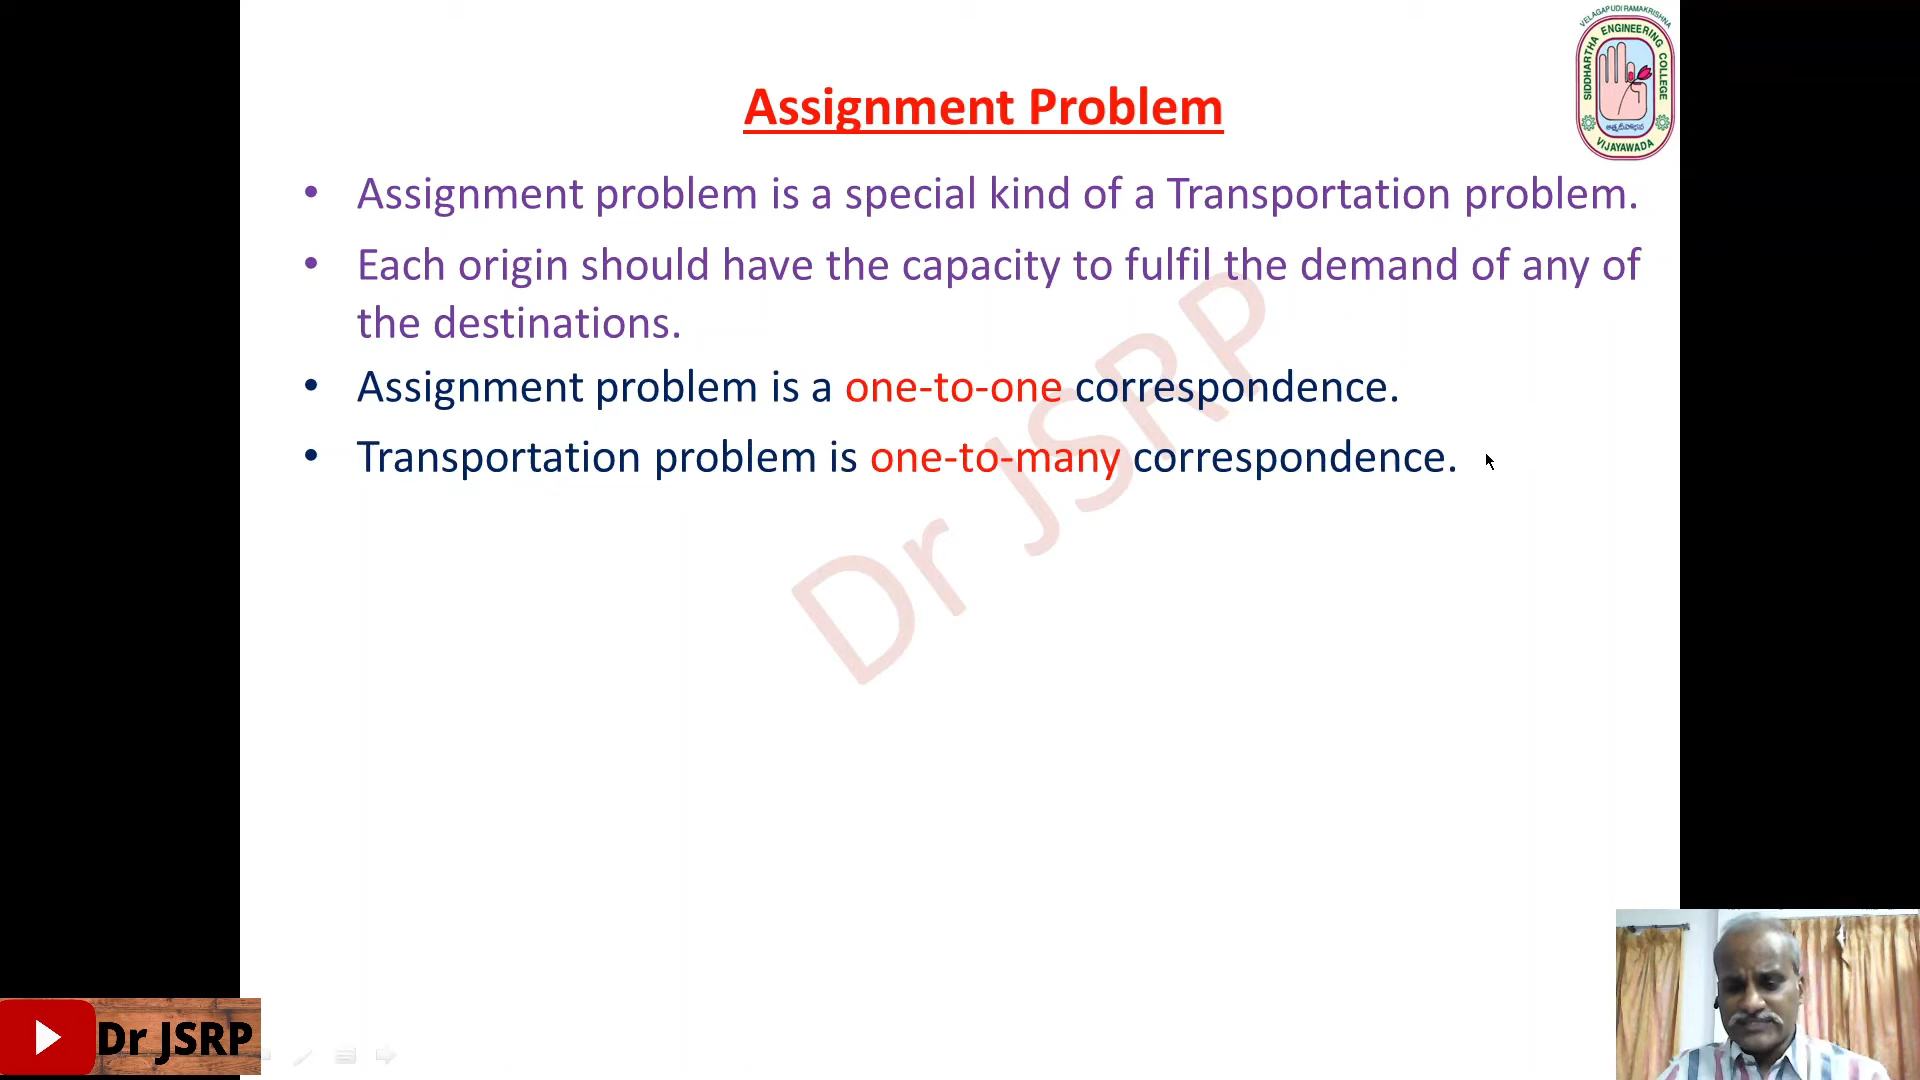 VELAGAPUDI RAMAKRISHNA
SIDDHARTHA ENGINEERING COLLEGE
VIJAYAWADA
Assignment Problem
• Assignment problem is a special kind of a Transportation problem.
• Each origin should have the capacity to fulfil the demand of any of
the destinations.
• Assignment problem is a one-to-one correspondence.
• Transportation problem is one-to-many correspondence.
Dr JSRP
Dr JSRP